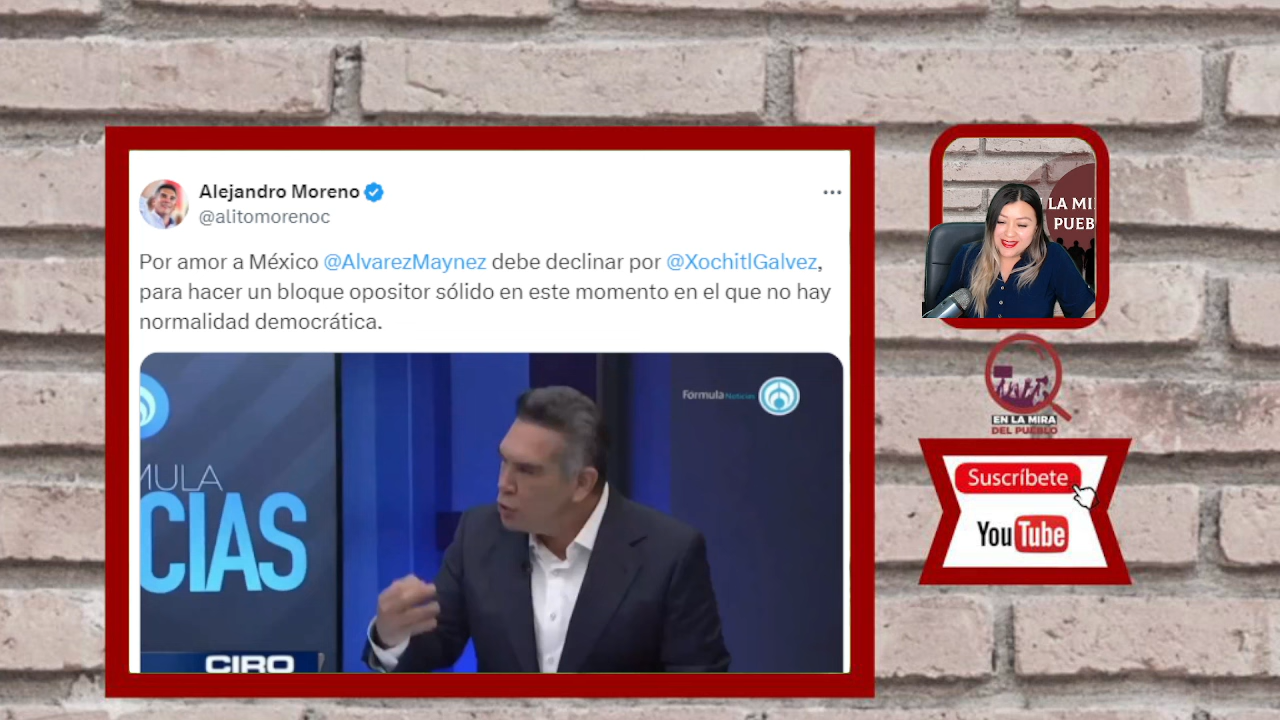 Alejandro Moreno
@alitomorenoc
Por amor a México @AlvarezMaynez debe declinar por @XochitlGalvez,
para hacer un bloque opositor sólido en este momento en el que no hay
normalidad democrática.
Fórmula Noticias
MULA
CIAS
CIRO
LA MI
PUEB
EN LA MIRA
DEL PUEBLO
Suscríbete
YouTube